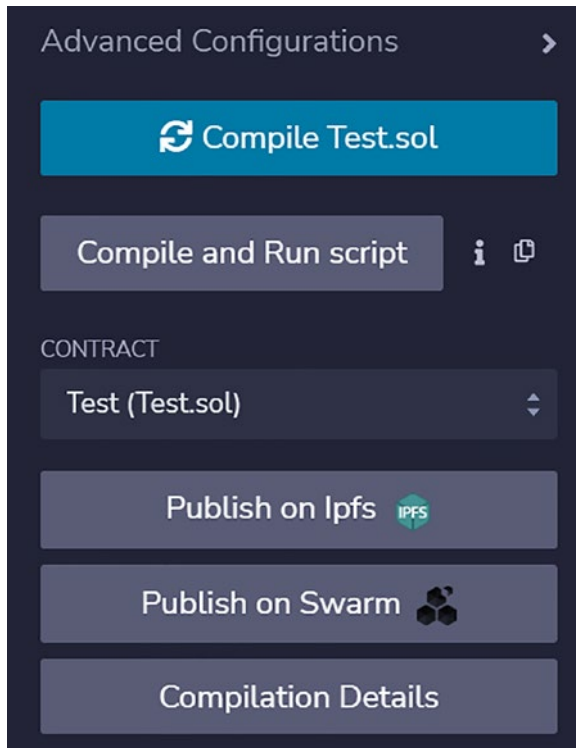 Advanced Configurations
Compile Test.sol
Compile and Run script
CONTRACT
Test (Test.sol)
Publish on Ipfs IPFS
Publish on Swarm
Compilation Details